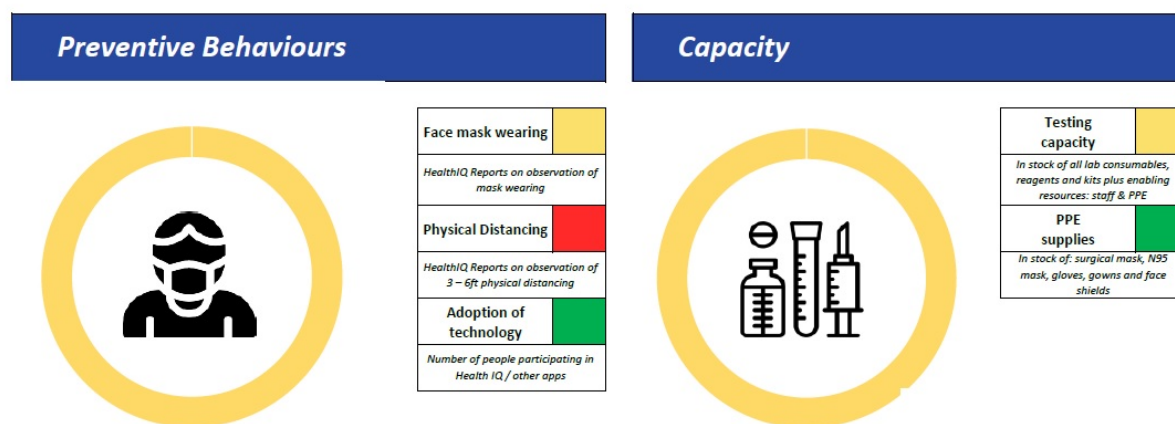 Preventive Behaviours
Face mask wearing
HealthIQ Reports on observation of
mask wearing
Physical Distancing
HealthIQ Reports on observation of
3 – 6ft physical distancing
Adoption of
technology
Number of people participating in
Health IQ / other apps
Capacity
Testing
capacity
In stock of all lab consumables,
reagents and kits plus enabling
resources: staff & PPE
PPE
supplies
In stock of: surgical mask, N95
mask, gloves, gowns and face
shields